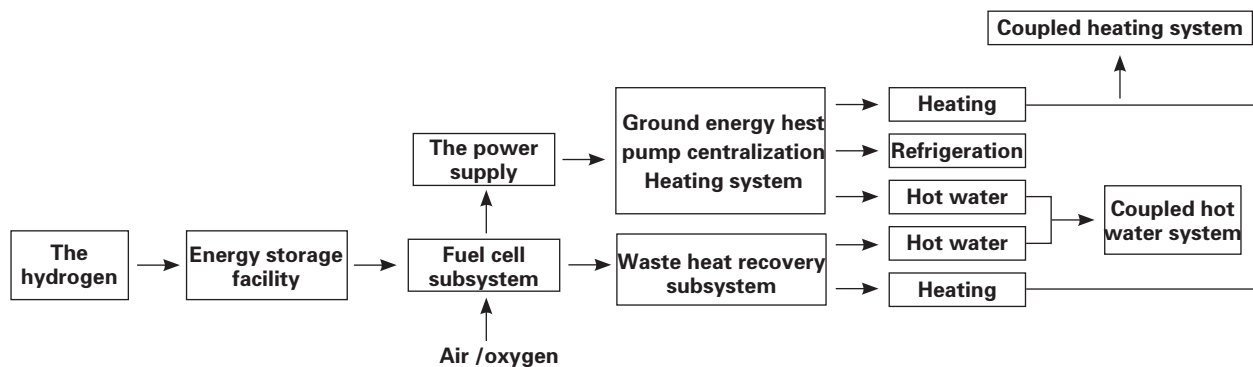 Coupled heating system
Heating
Ground energy hest
pump centralization
Heating system
Refrigeration
The power
supply
Hot water
Coupled hot
water system
The
hydrogen
Energy storage
facility
Fuel cell
subsystem
Waste heat recovery
subsystem
Hot water
Heating
Air /oxygen